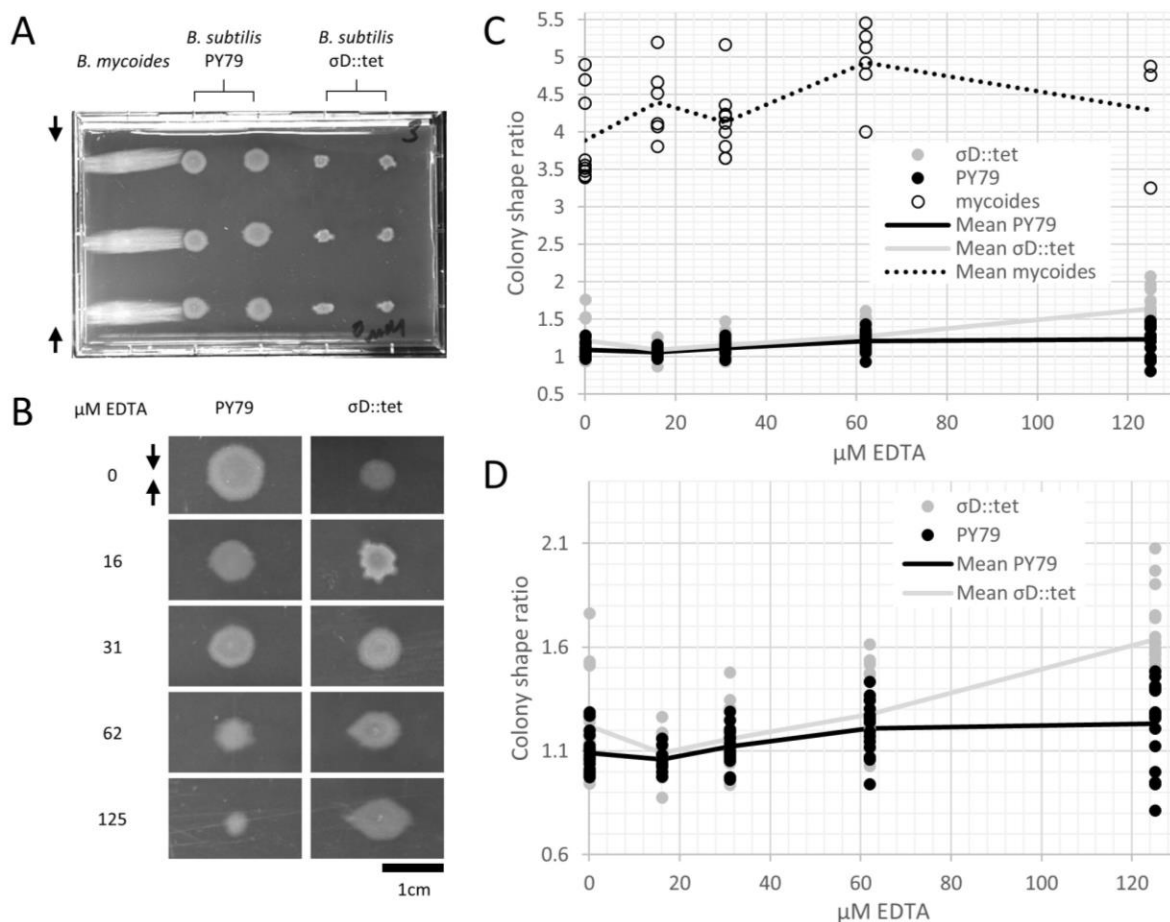 A
B. mycoides
B. subtilis
PY79
B. subtilis
σD::tet
3
B
μM EDTA PY79 σD::tet
0
16
31
62
125
1cm
C
Colony shape ratio
5.5
5
4.5
4
3.5
3
2.5
2
1.5
1
0.5
0 20 40 60 80 100 120
μM EDTA
σD::tet
PY79
mycoides
Mean PY79
Mean σD::tet
Mean mycoides
D
Colony shape ratio
2.1
1.6
1.1
0.6
0 20 40 60 80 100 120
μM EDTA
σD::tet
PY79
Mean PY79
Mean σD::tet